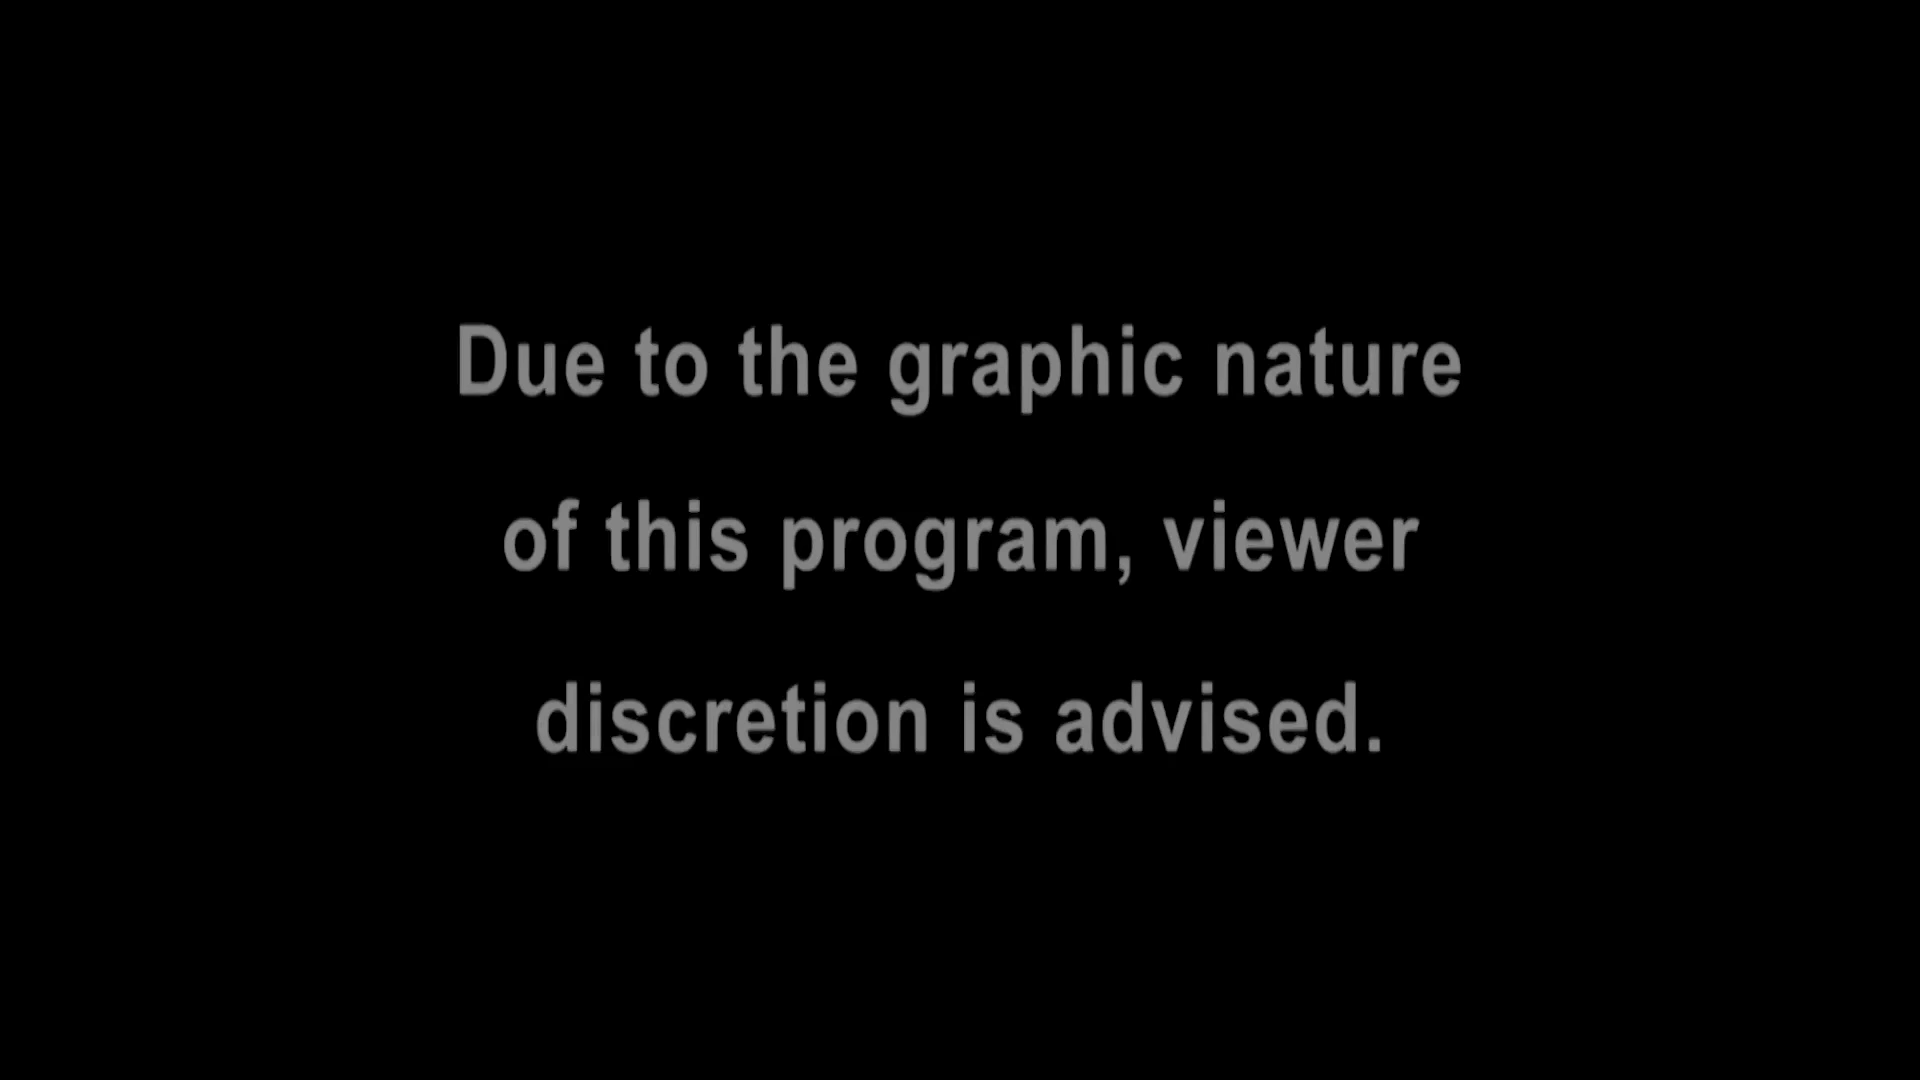 Due to the graphic nature
of this program, viewer
discretion is advised.